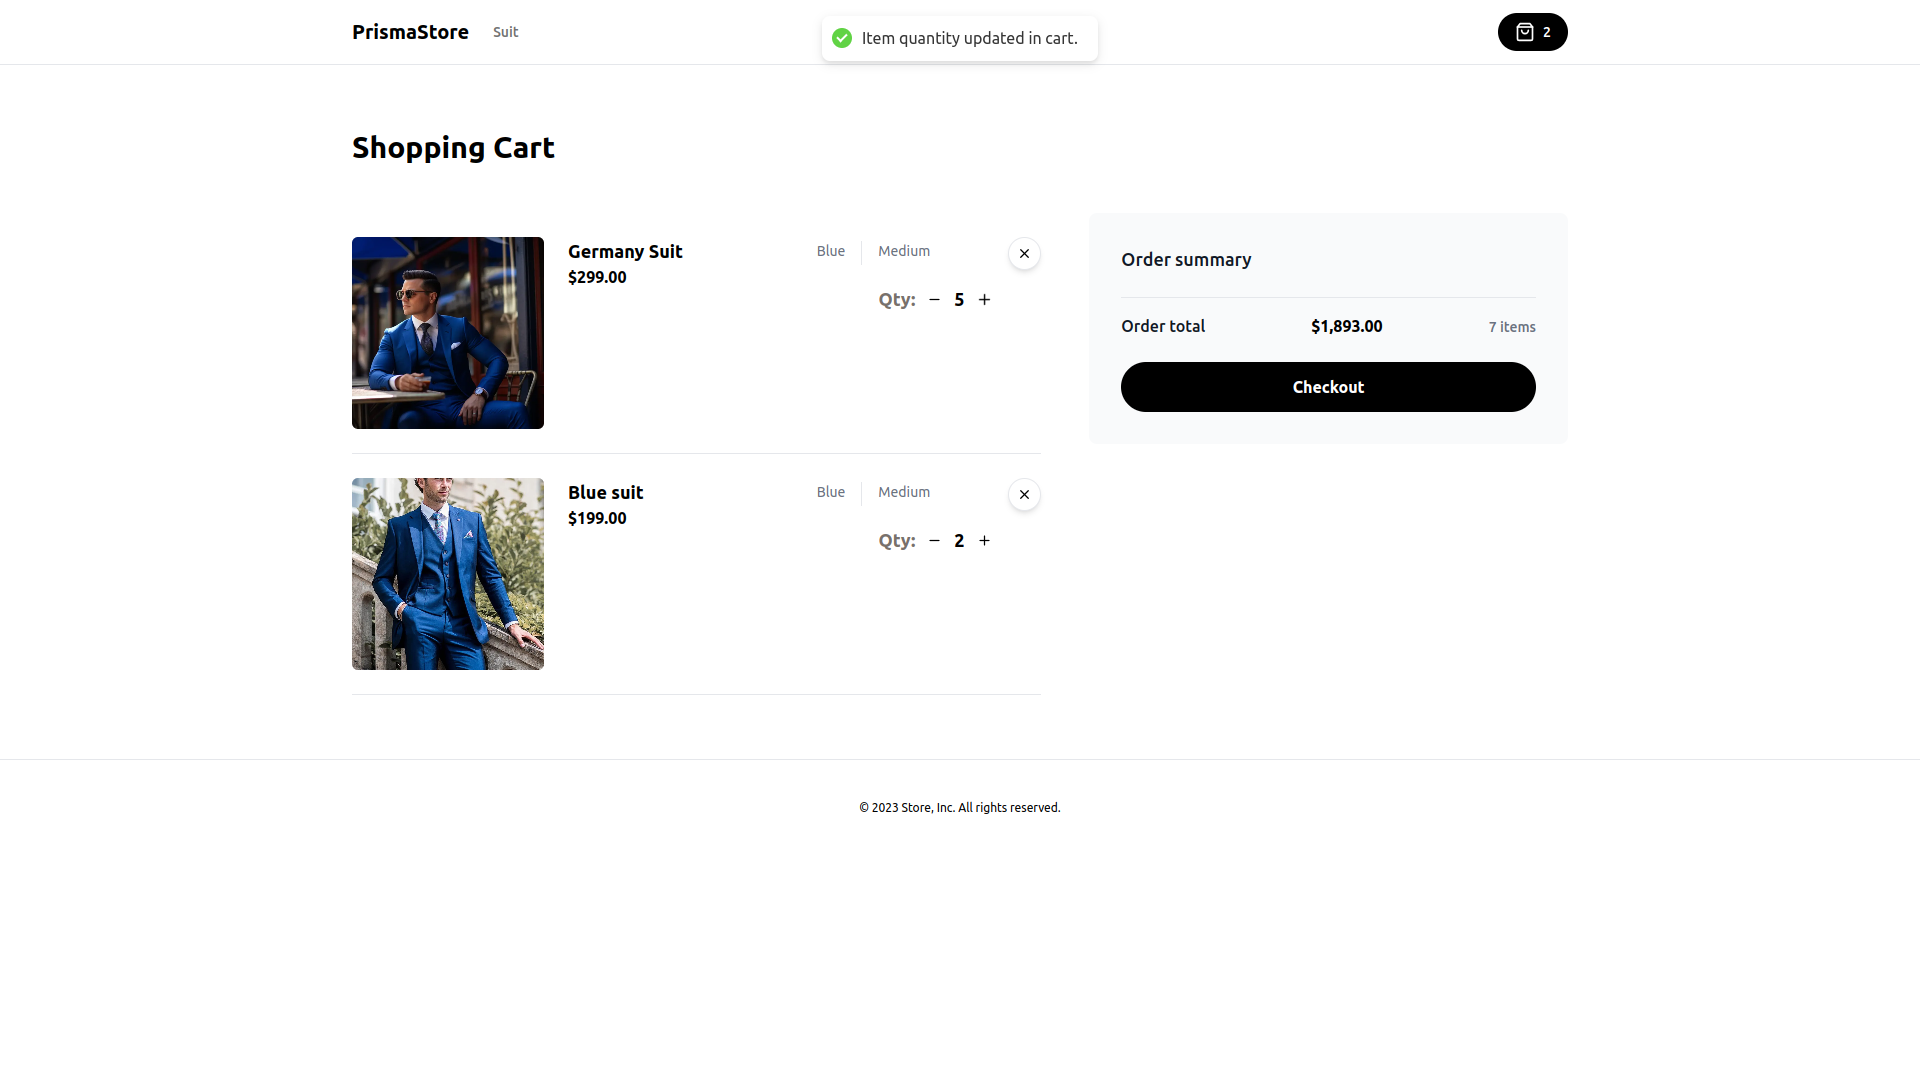 PrismaStore
Suit
Item quantity updated in cart.
2
Shopping Cart
Germany Suit
$299.00
Blue
Medium
Qty: − 5 +
Blue suit
$199.00
Blue
Medium
Qty: − 2 +
Order summary
Order total
$1,893.00
7 items
Checkout
© 2023 Store, Inc. All rights reserved.